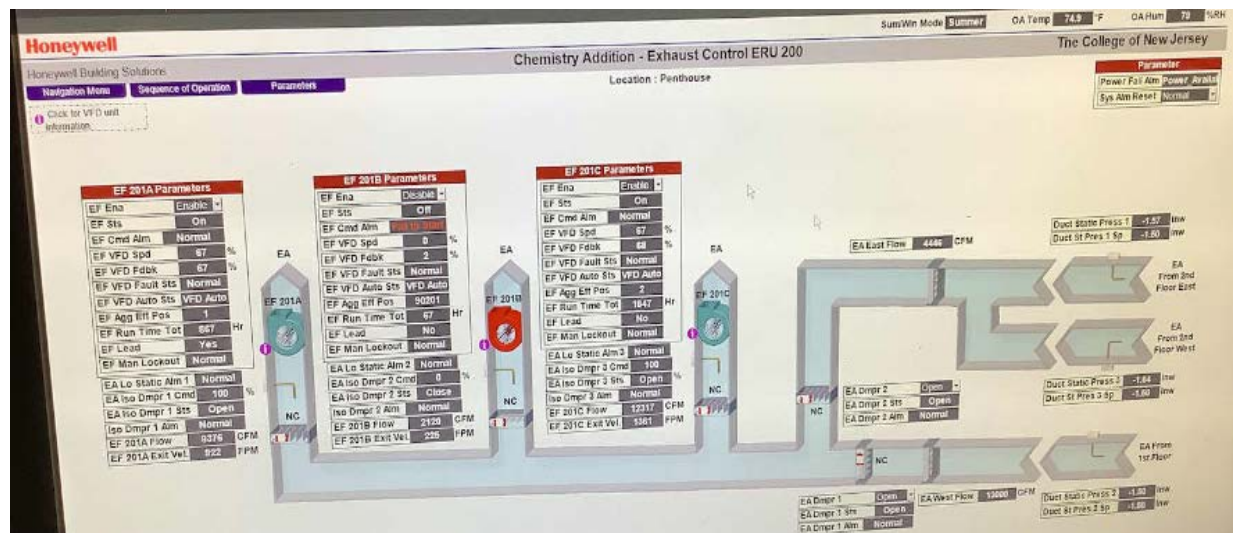 Sum/Win Mode Summer OA Temp 74.9 °F OA Hum 79 %RH
Honeywell
Chemistry Addition - Exhaust Control ERU 200
The College of New Jersey
Honeywell Building Solutions
Location : Penthouse
Navigation Menu Sequence of Operation Parameters
Parameter
Power Fail Alm Power Availat
Sys Alm Reset Normal
Click for VFD unit
information
EF 201A Parameters
EF Ena Enable
EF Sts On
EF Cmd Alm Normal
EF VFD Spd 67 %
EF VFD Fdbk 67 %
EF VFD Fault Sts Normal
EF VFD Auto Sts VFD Auto
EF Agg Eff Pos 1
EF Run Time Tot 867 Hr
EF Lead Yes
EF Man Lockout Normal
EA Lo Static Alm 1 Normal
EA Iso Dmpr 1 Cmd 100 %
EA Iso Dmpr 1 Sts Open
Iso Dmpr 1 Alm Normal
EF 201A Flow 8376 CFM
EF 201A Exit Vel. 922 FPM
EA
EF 201A
NC
EF 201B Parameters
EF Ena Disable
EF Sts Off
EF Cmd Alm Fail to Start
EF VFD Spd 0 %
EF VFD Fdbk 2 %
EF VFD Fault Sts Normal
EF VFD Auto Sts VFD Auto
EF Agg Eff Pos 90201
EF Run Time Tot 67 Hr
EF Lead No
EF Man Lockout Normal
EA Lo Static Alm 2 Normal
EA Iso Dmpr 2 Cmd 0 %
EA Iso Dmpr 2 Sts Close
Iso Dmpr 2 Alm Normal
EF 201B Flow 2120 CFM
EF 201B Exit Vel. 225 FPM
EA
EF 201B
NC
EF 201C Parameters
EF Ena Enable
EF Sts On
EF Cmd Alm Normal
EF VFD Spd 67 %
EF VFD Fdbk 68 %
EF VFD Fault Sts Normal
EF VFD Auto Sts VFD Auto
EF Agg Eff Pos 2
EF Run Time Tot 1847 Hr
EF Lead No
EF Man Lockout Normal
EA Lo Static Alm 3 Normal
EA Iso Dmpr 3 Cmd 100 %
EA Iso Dmpr 3 Sts Open
Iso Dmpr 3 Alm Normal
EF 201C Flow 12317 CFM
EF 201C Exit Vel. 1361 FPM
EA
EF 201C
NC
EA East Flow 4446 CFM
Duct Static Press 1 -1.57 inw
Duct St Pres 1 Sp -1.60 inw
EA
From 2nd
Floor East
EA
From 2nd
Floor West
Duct Static Press 3 -1.64 inw
Duct St Pres 3 Sp -1.60 inw
NC
EA Dmpr 2 Open
EA Dmpr 2 Sts Open
EA Dmpr 2 Alm Normal
NC
EA From
1st Floor
EA Dmpr 1 Open
EA Dmpr 1 Sts Open
EA Dmpr 1 Alm Normal
EA West Flow 13000 CFM
Duct Static Press 2 inw
Duct St Pres 2 Sp inw